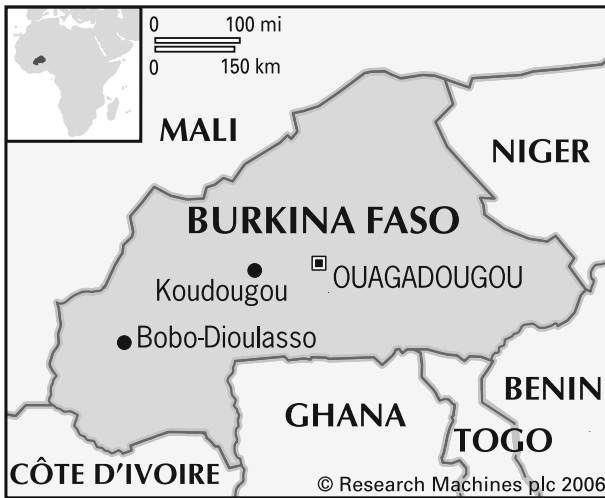 0 100 mi
0 150 km
MALI
NIGER
BURKINA FASO
OUAGADOUGOU
Koudougou
Bobo-Dioulasso
BENIN
GHANA
TOGO
CÔTE D'IVOIRE
© Research Machines plc 2006